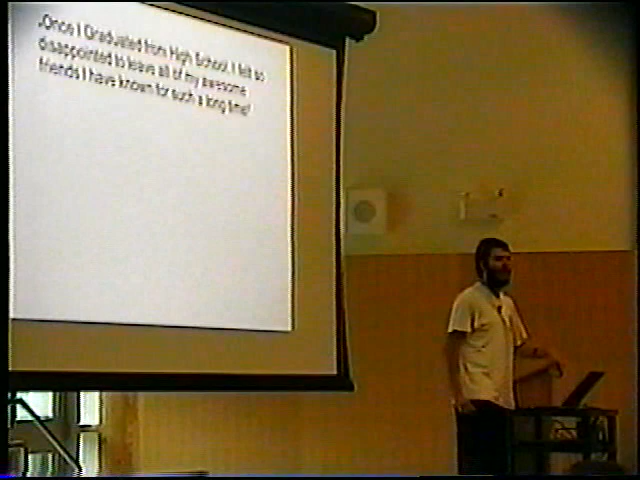 Once I Graduated from High School, I felt so
disappointed to leave all of my awesome
friends I have known for such a long time!